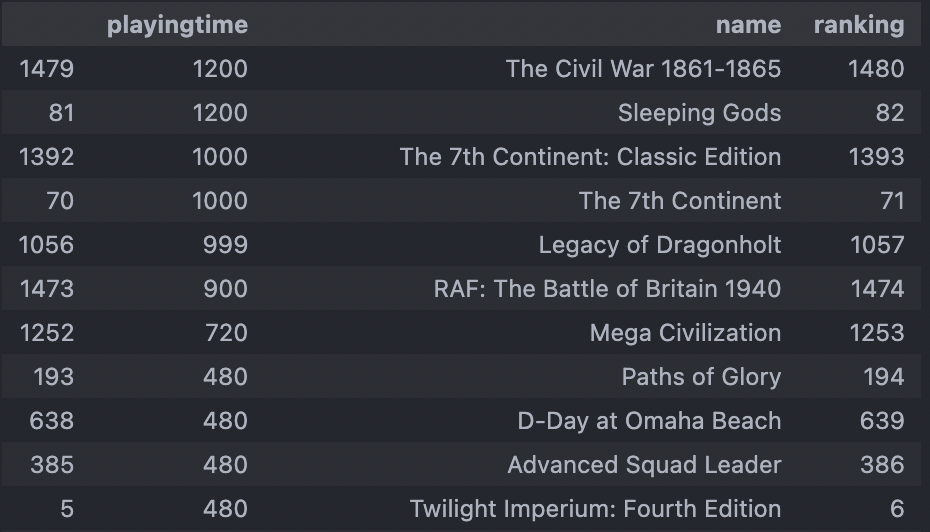 playingtime name ranking
1479 1200 The Civil War 1861-1865 1480
81 1200 Sleeping Gods 82
1392 1000 The 7th Continent: Classic Edition 1393
70 1000 The 7th Continent 71
1056 999 Legacy of Dragonholt 1057
1473 900 RAF: The Battle of Britain 1940 1474
1252 720 Mega Civilization 1253
193 480 Paths of Glory 194
638 480 D-Day at Omaha Beach 639
385 480 Advanced Squad Leader 386
5 480 Twilight Imperium: Fourth Edition 6